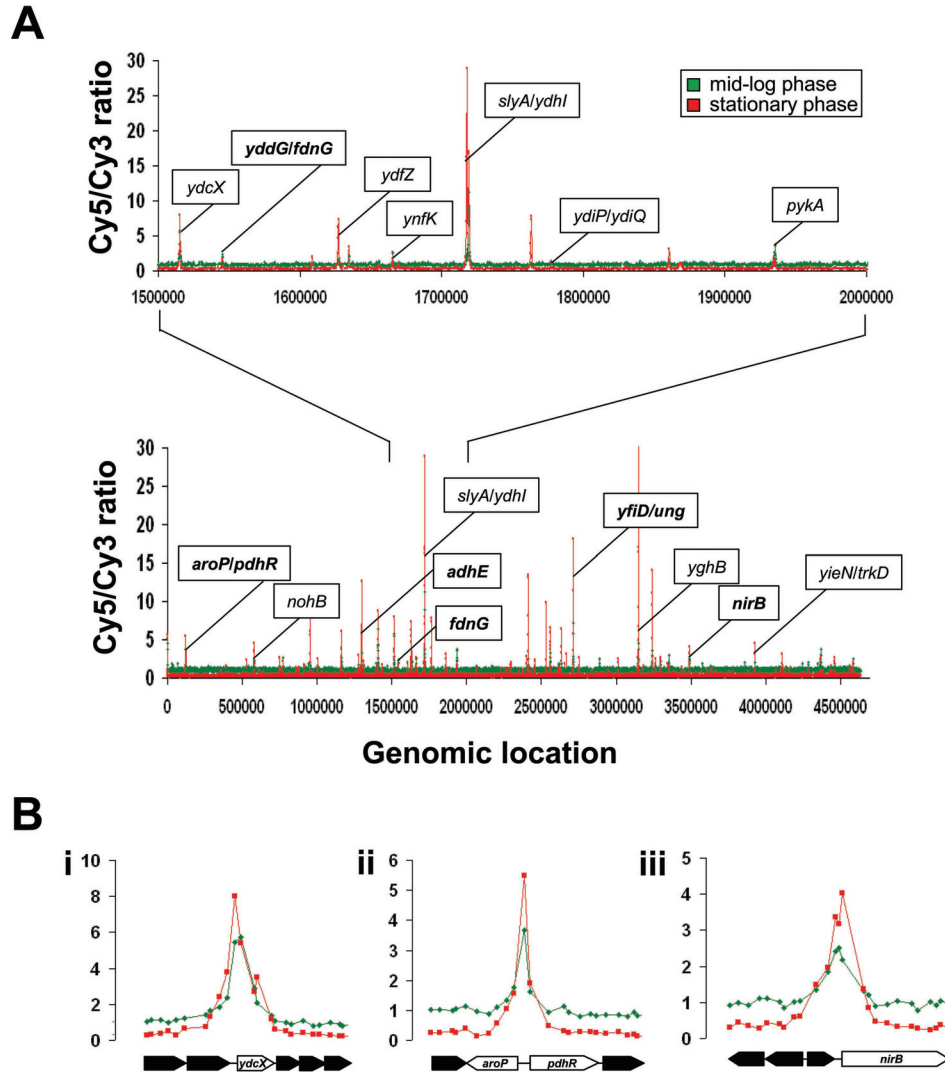 A
Cy5/Cy3 ratio
30
25
20
15
10
5
0
mid-log phase
stationary phase
slyA/ydhI
yddG/fdnG
ydcX
ydfZ
ynfK
ydiP/ydiQ
pykA
1500000 1600000 1700000 1800000 1900000 2000000
Cy5/Cy3 ratio
30
25
20
15
10
5
0
slyA/ydhI
yfiD/ung
aroP/pdhR
adhE
yghB
yieN/trkD
nohB
fdnG
nirB
0 500000 1000000 1500000 2000000 2500000 3000000 3500000 4000000 4500000
Genomic location
B
i
10
8
6
4
2
0
ydcX
ii
6
5
4
3
2
1
0
aroP pdhR
iii
5
4
3
2
1
0
nirB